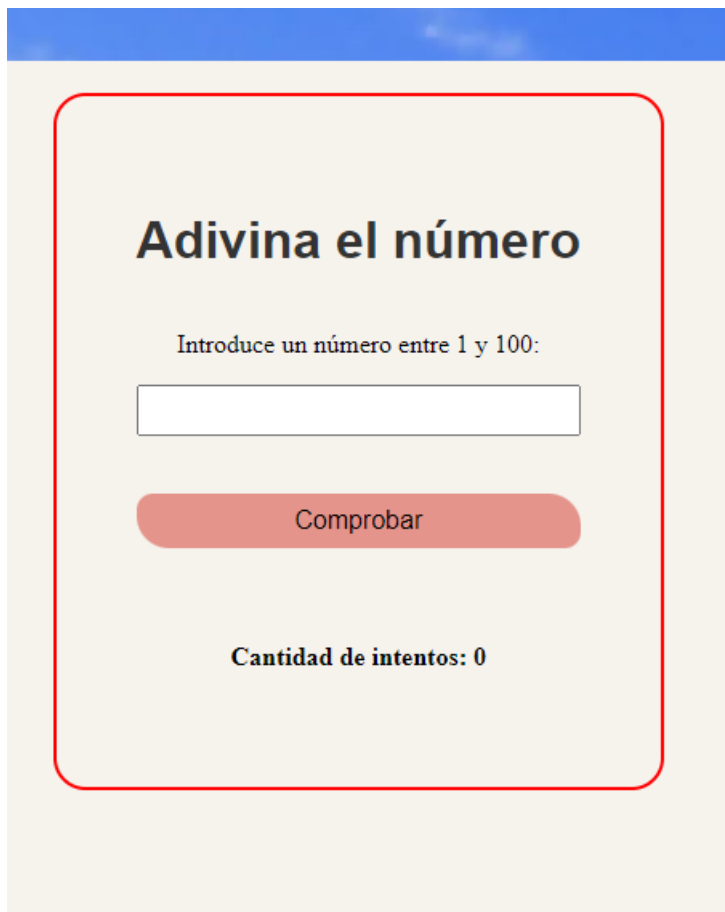 Adivina el número
Introduce un número entre 1 y 100:
Comprobar
Cantidad de intentos: 0